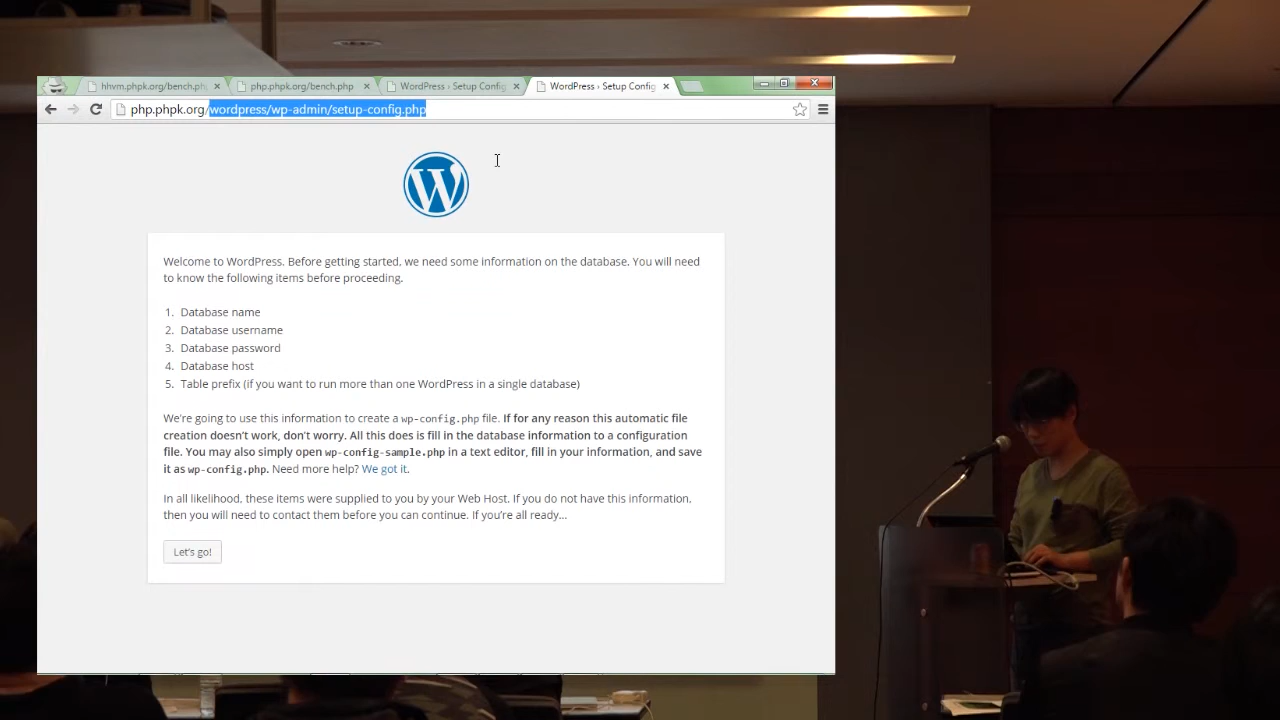 hhvm.phpk.org/bench.ph
php.phpk.org/bench.php
WordPress › Setup Config
WordPress › Setup Config
php.phpk.org/wordpress/wp-admin/setup-config.php
Welcome to WordPress. Before getting started, we need some information on the database. You will need
to know the following items before proceeding.
1. Database name
2. Database username
3. Database password
4. Database host
5. Table prefix (if you want to run more than one WordPress in a single database)
We're going to use this information to create a wp-config.php file. If for any reason this automatic file
creation doesn't work, don't worry. All this does is fill in the database information to a configuration
file. You may also simply open wp-config-sample.php in a text editor, fill in your information, and save
it as wp-config.php. Need more help? We got it.
In all likelihood, these items were supplied to you by your Web Host. If you do not have this information,
then you will need to contact them before you can continue. If you're all ready…
Let's go!